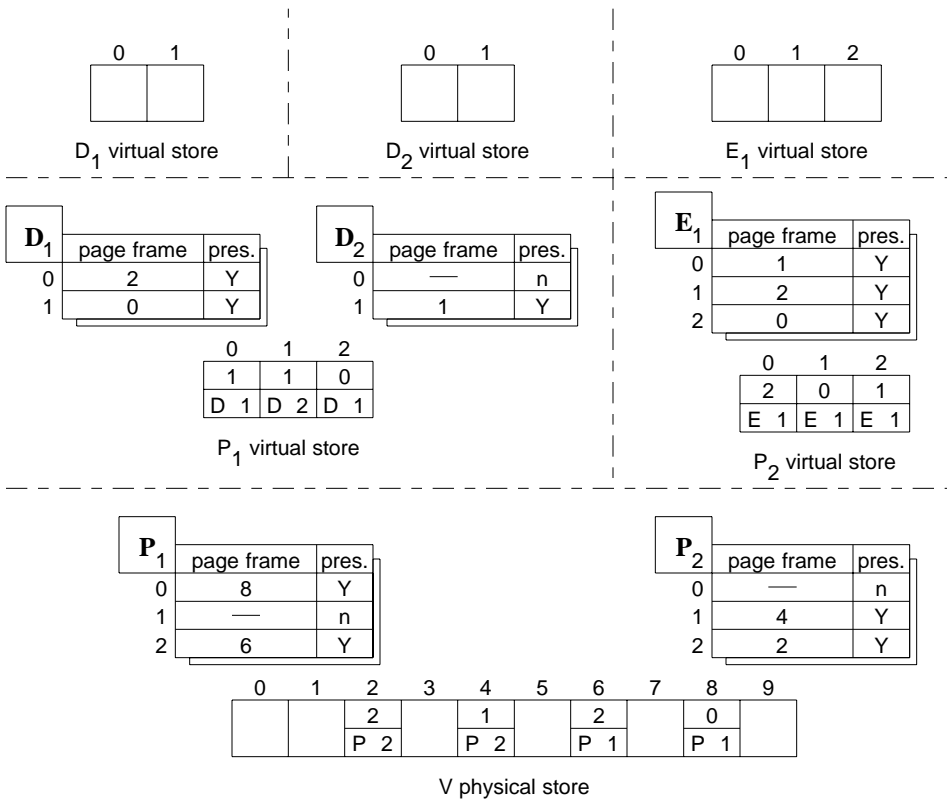 0 1
0 1
0 1 2
D1 virtual store
D2 virtual store
E1 virtual store
D1
page frame pres.
0 2 Y
1 0 Y
D2
page frame pres.
0 — n
1 1 Y
E1
page frame pres.
0 1 Y
1 2 Y
2 0 Y
0 1 2
1 1 0
D 1 D 2 D 1
P1 virtual store
0 1 2
2 0 1
E 1 E 1 E 1
P2 virtual store
P1
page frame pres.
0 8 Y
1 — n
2 6 Y
P2
page frame pres.
0 — n
1 4 Y
2 2 Y
0 1 2 3 4 5 6 7 8 9
2 1 2 0
P 2 P 2 P 1 P 1
V physical store